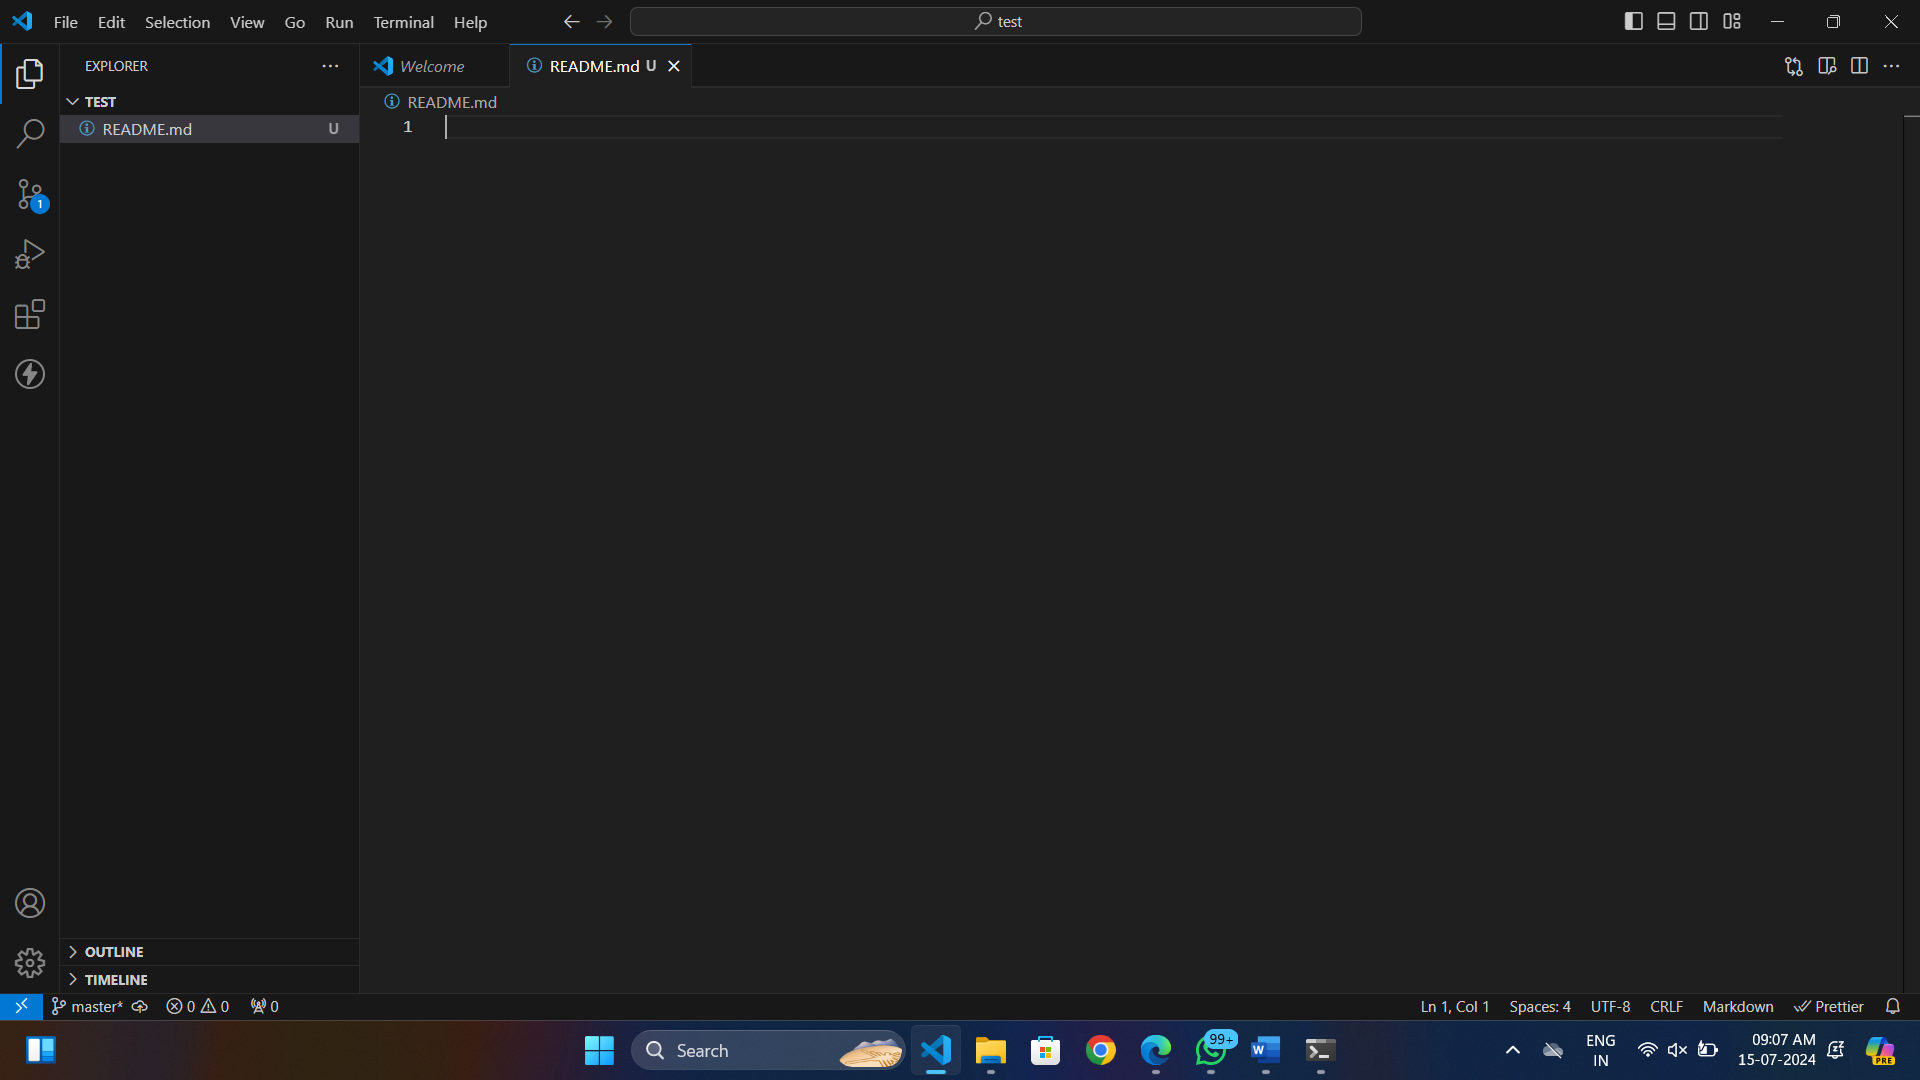 File Edit Selection View Go Run Terminal Help
test
EXPLORER
Welcome
README.md U
TEST
README.md
README.md U
1
1
OUTLINE
TIMELINE
master* 0 0 0
Ln 1, Col 1 Spaces: 4 UTF-8 CRLF Markdown Prettier
Search
99+
W
ENG
IN
09:07 AM
15-07-2024
PRE